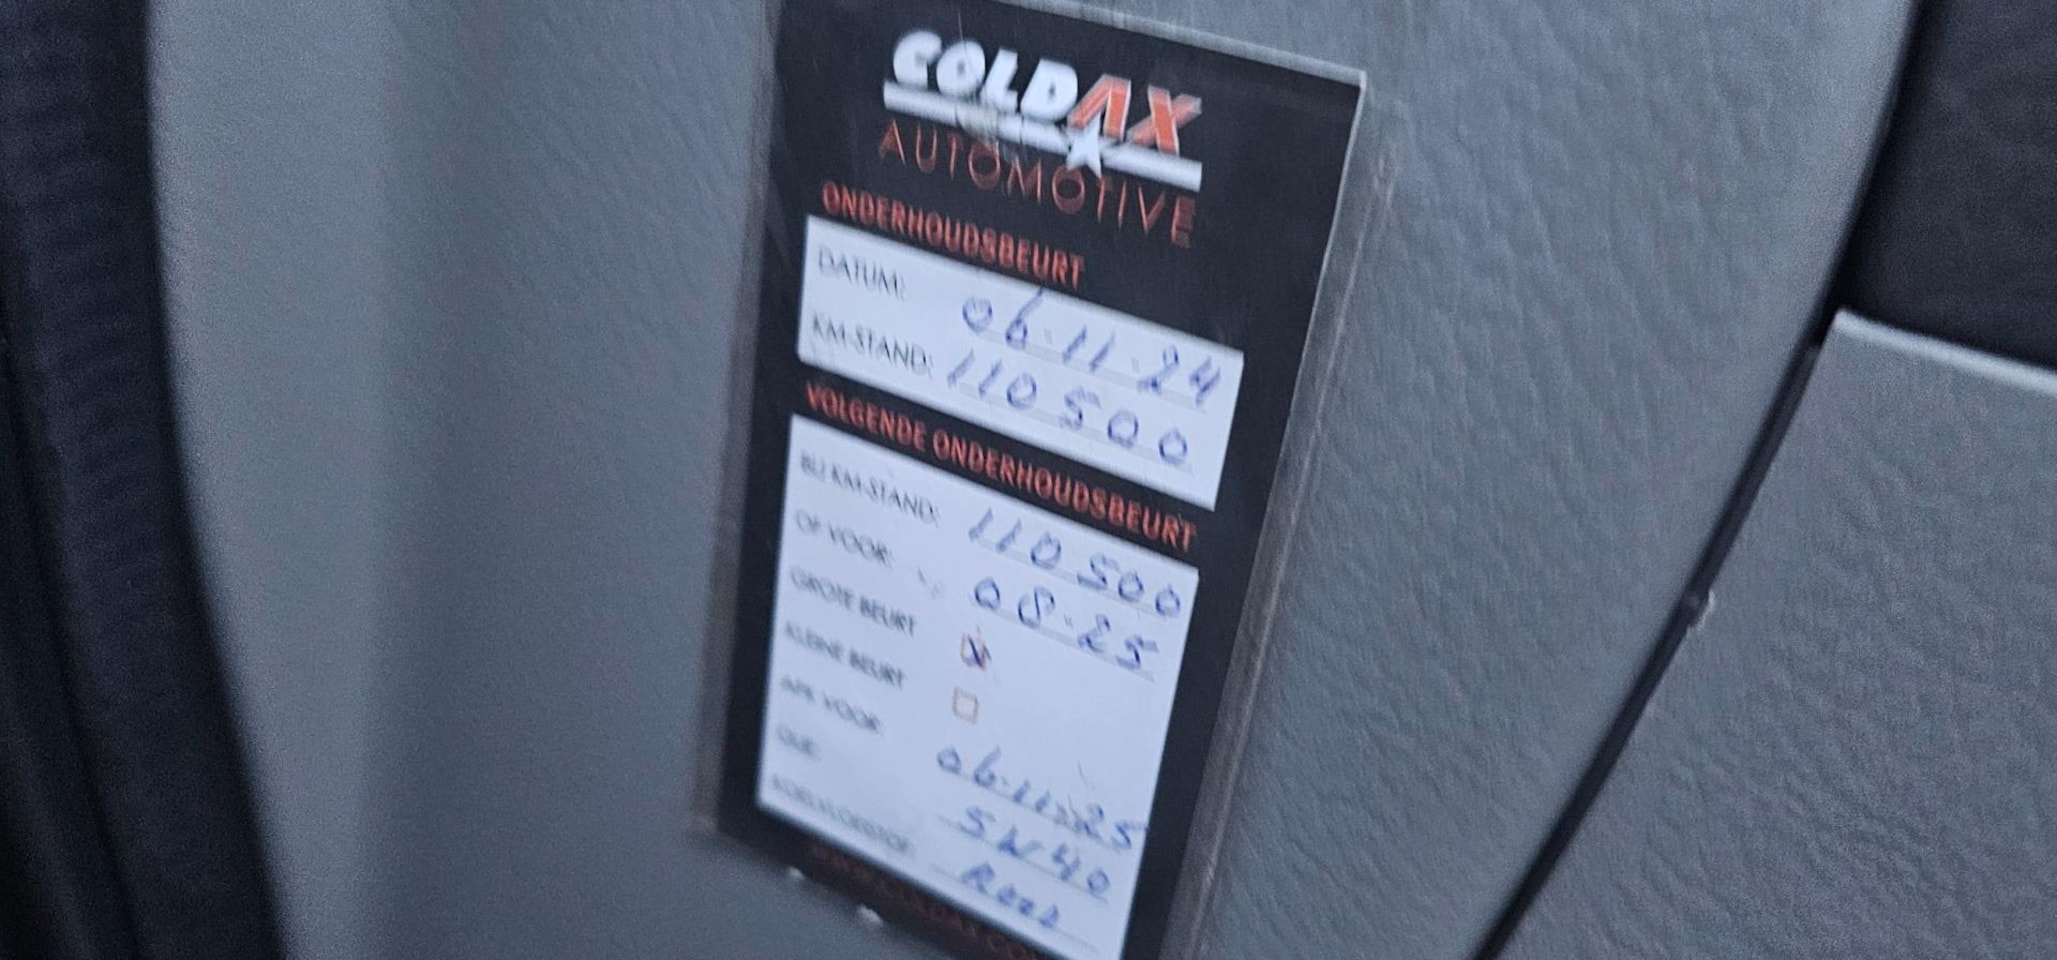 COLDAX
AUTOMOTIVE
ONDERHOUDSBEURT
DATUM: 06-11-24
KM-STAND: 110500
VOLGENDE ONDERHOUDSBEURT
BIJ KM-STAND: 110500
OF VOOR: 08-25
GROTE BEURT
KLEINE BEURT
APK VOOR: 06-11-25
OLIE: 5W40
KOELVLOEISTOF: Rood